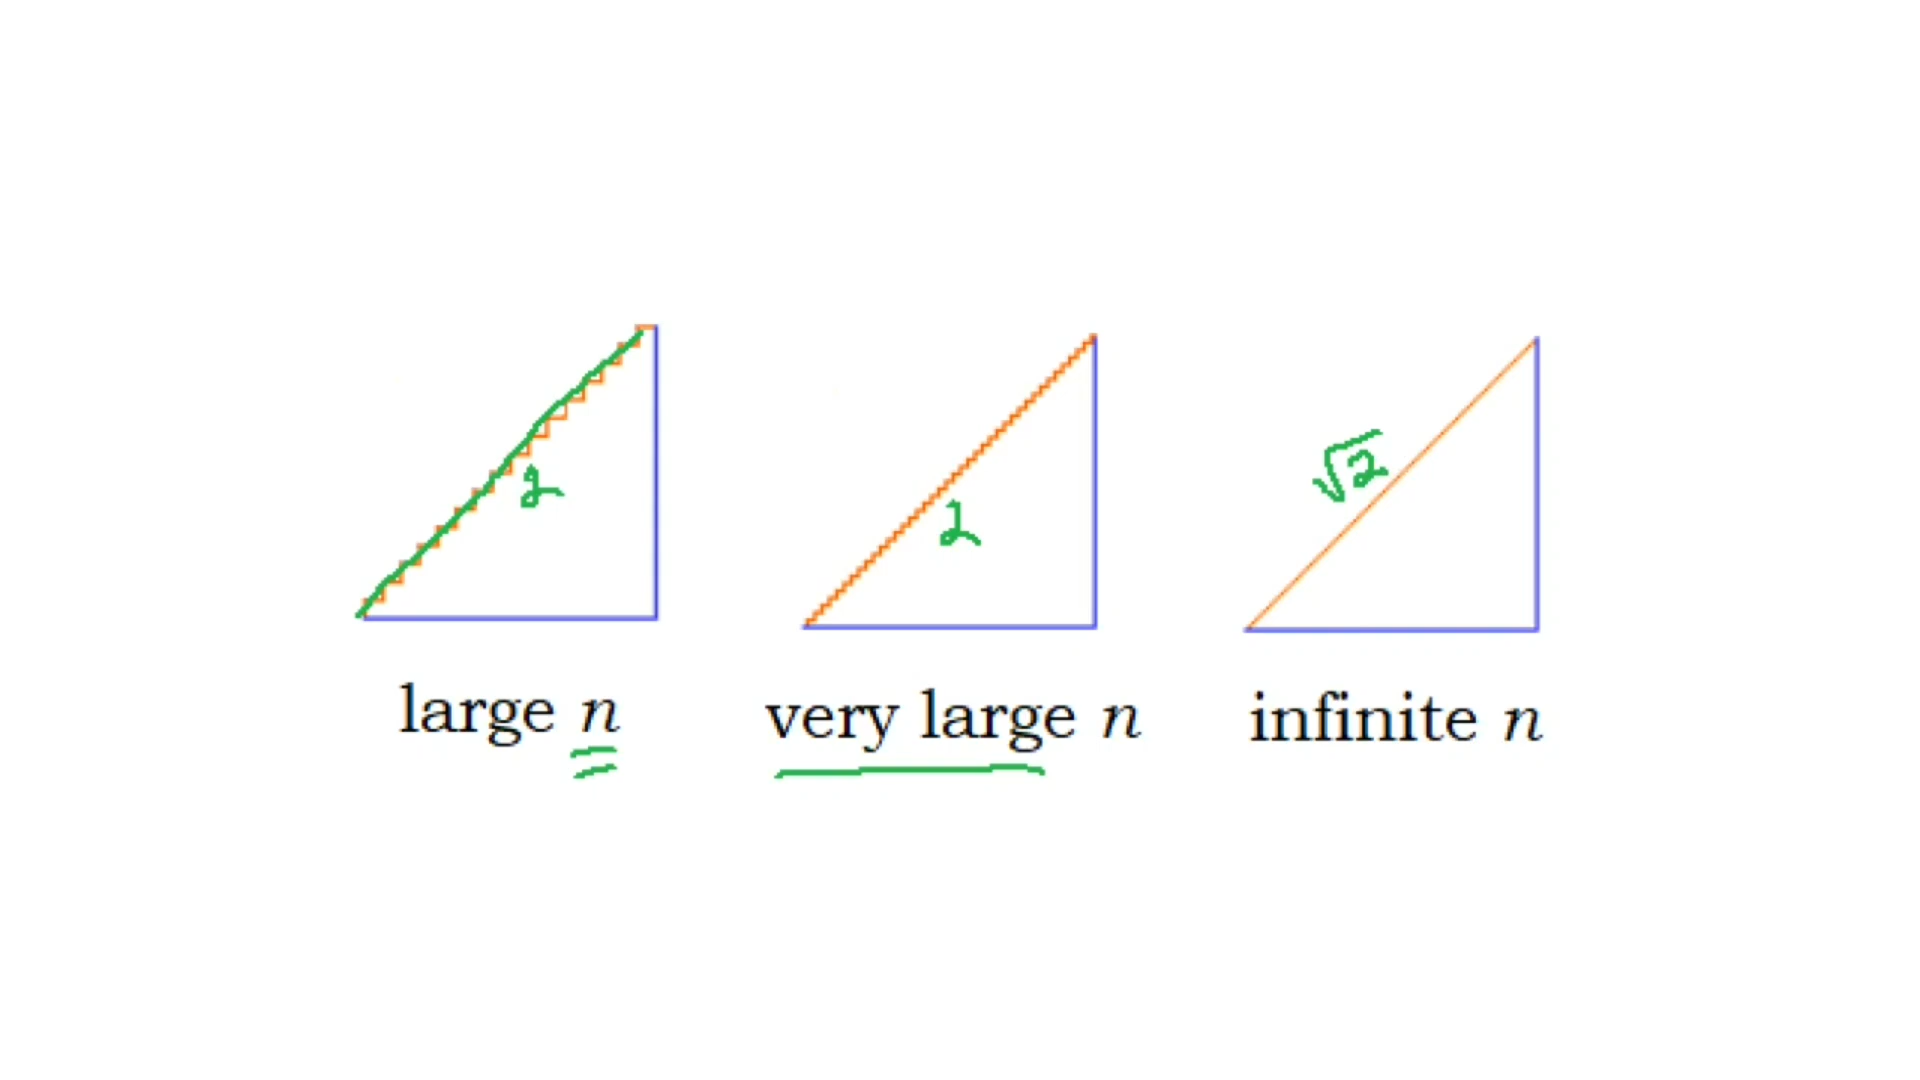 2
2
√2
large n
very large n
infinite n